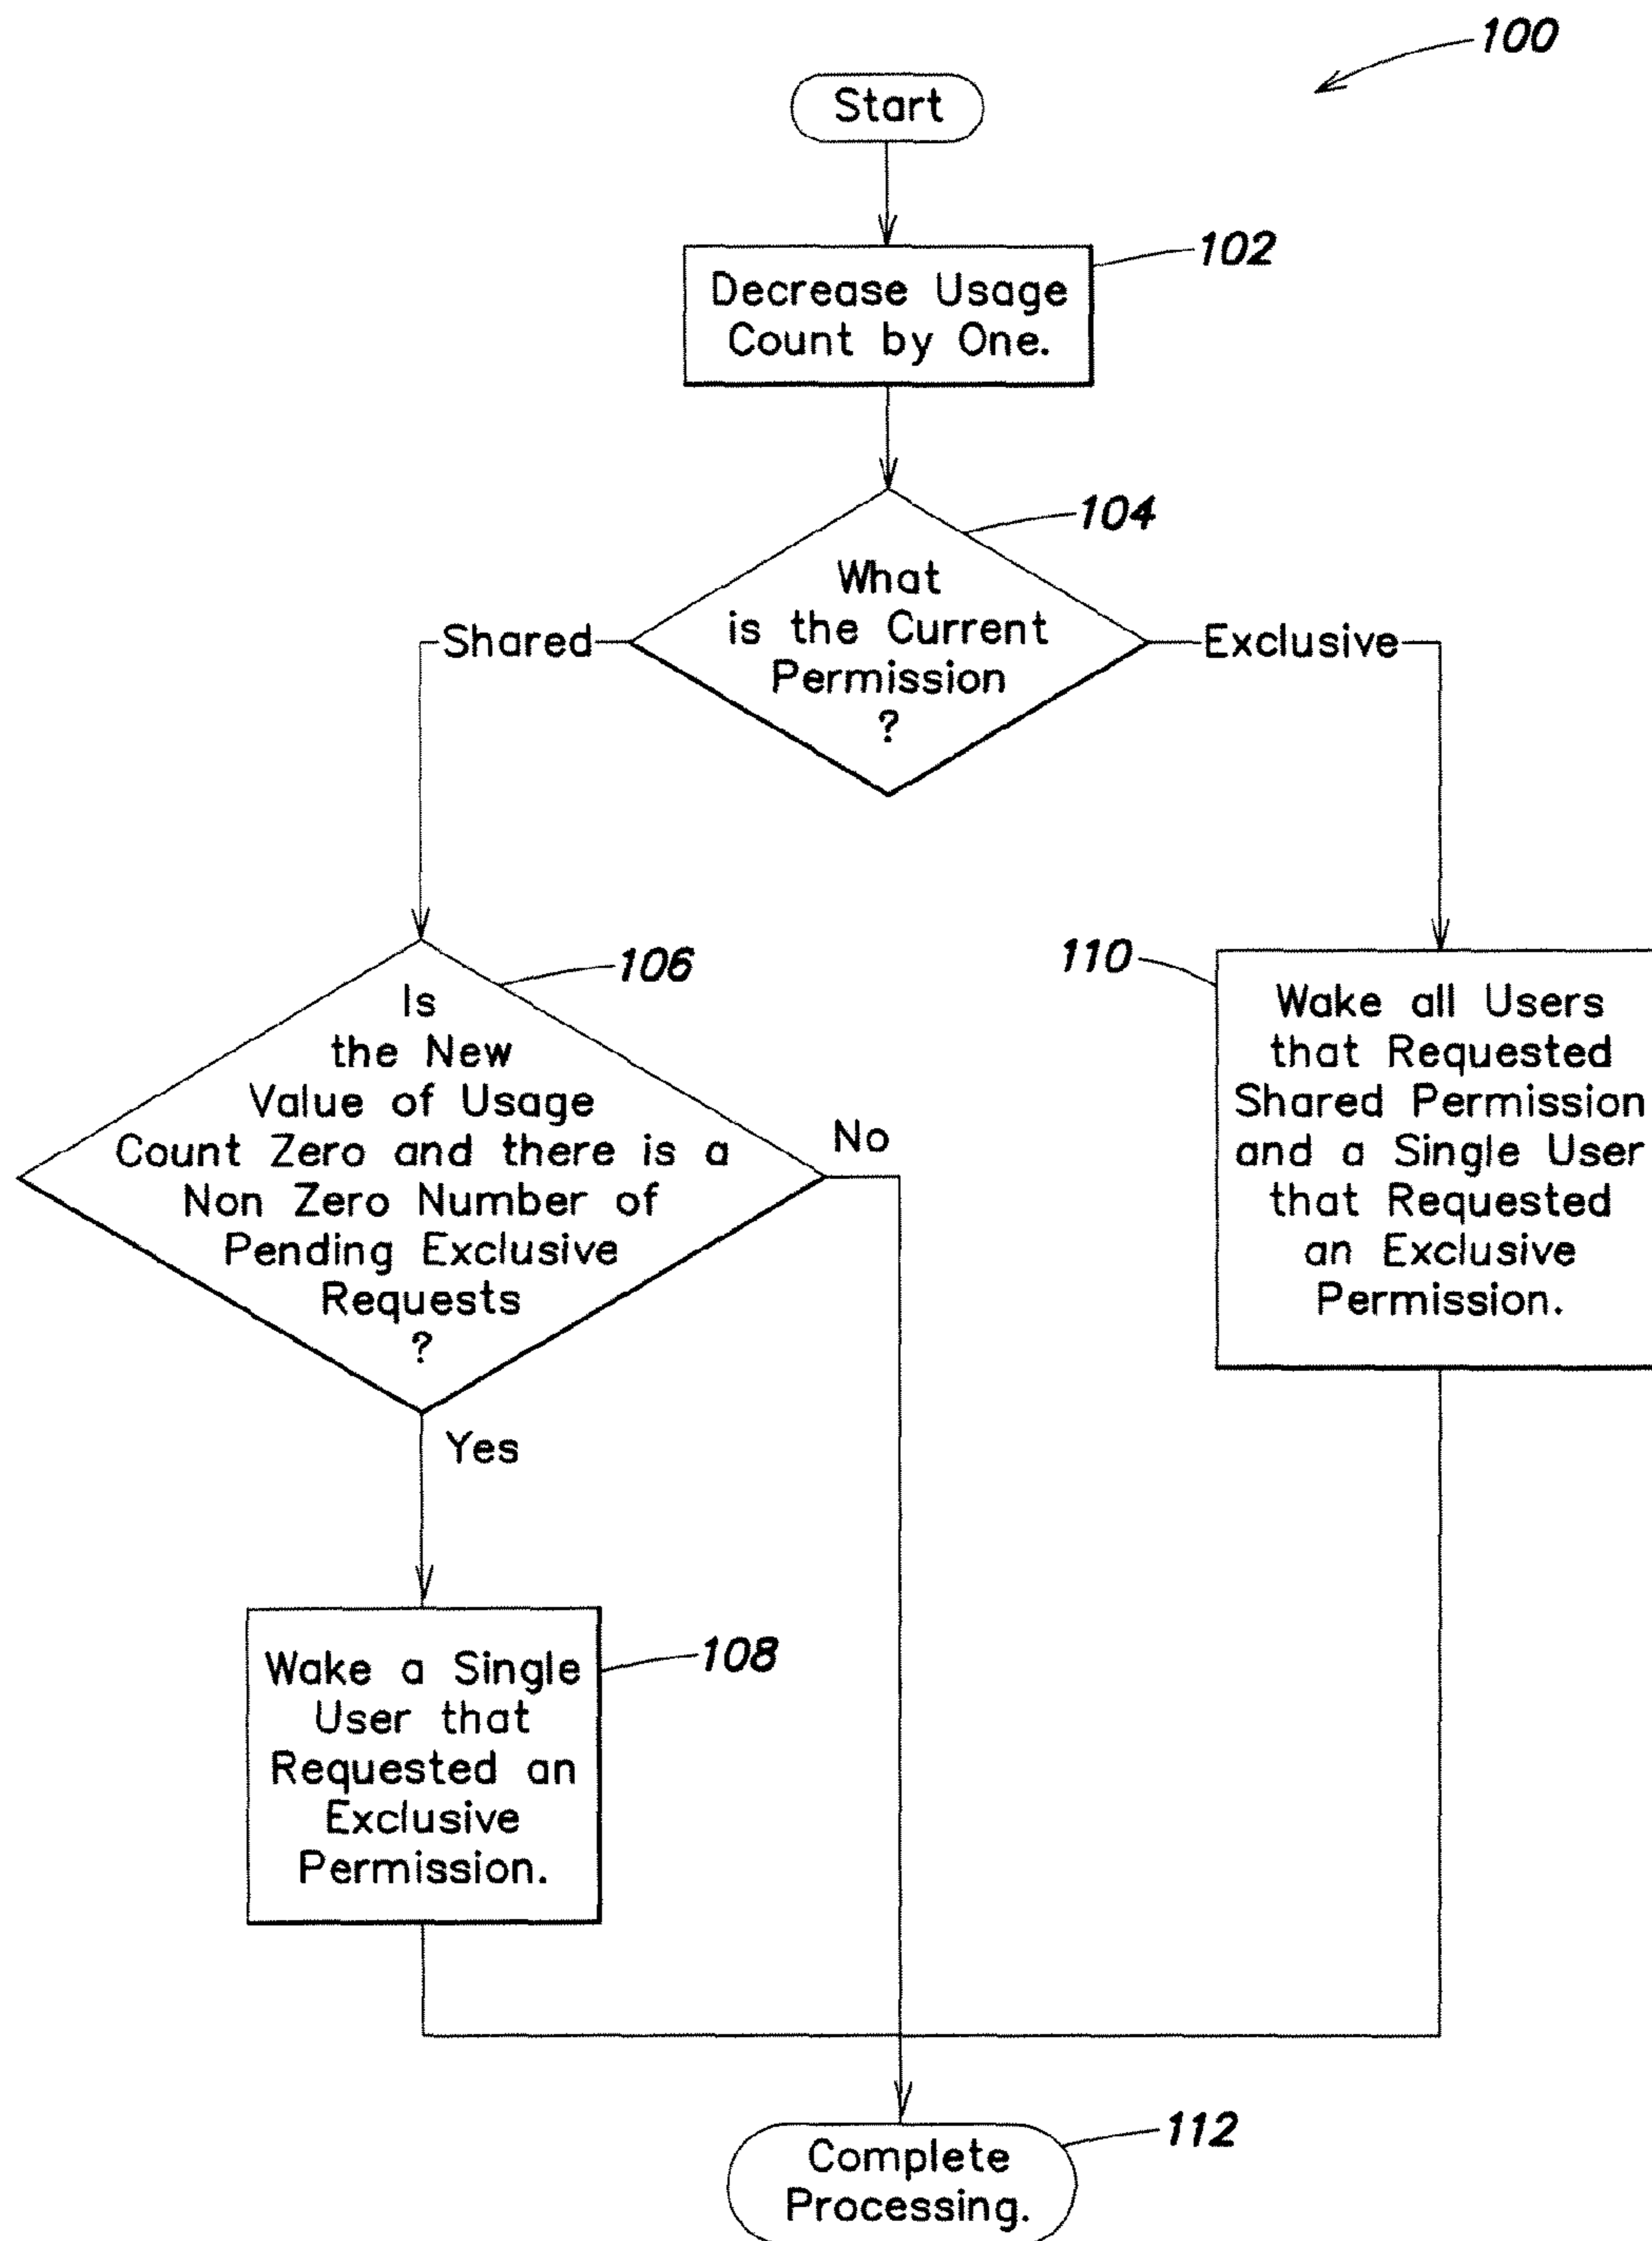 100
Start
102
Decrease Usage
Count by One.
104
What
is the Current
Permission
?
Shared
Exclusive
106
Is
the New
Value of Usage
Count Zero and there is a
Non Zero Number of
Pending Exclusive
Requests
?
No
Yes
110
Wake all Users
that Requested
Shared Permission
and a Single User
that Requested
an Exclusive
Permission.
108
Wake a Single
User that
Requested an
Exclusive
Permission.
112
Complete
Processing.